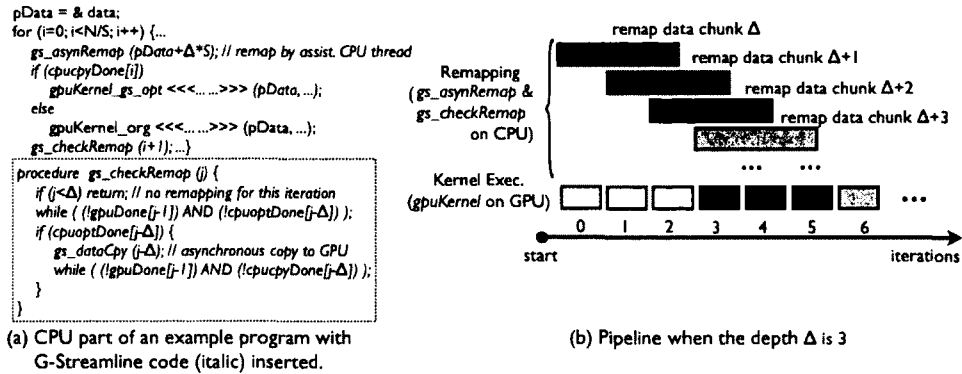 pData = & data;
for (i=0; i<N/S; i++) {...
gs_asynRemap (pData+Δ*S); // remap by assist. CPU thread
if (cpucpyDone[i])
gpuKernel_gs_opt <<<... ...>>> (pData, ...);
else
gpuKernel_org <<<... ...>>> (pData, ...);
gs_checkRemap (i+1); ...}
procedure gs_checkRemap (j) {
if (j<Δ) return; // no remapping for this iteration
while ( (!gpuDone[j-1]) AND (!cpuoptDone[j-Δ]) );
if (cpuoptDone[j-Δ]) {
gs_dataCpy (j-Δ); // asynchronous copy to GPU
while ( (!gpuDone[j-1]) AND (!cpucpyDone[j-Δ]) );
}
}
(a) CPU part of an example program with
G-Streamline code (italic) inserted.
remap data chunk Δ
remap data chunk Δ+1
remap data chunk Δ+2
remap data chunk Δ+3
Remapping
(gs_asynRemap &
gs_checkRemap
on CPU)
... ...
Kernel Exec.
(gpuKernel on GPU)
...
0 1 2 3 4 5 6
start iterations
(b) Pipeline when the depth Δ is 3